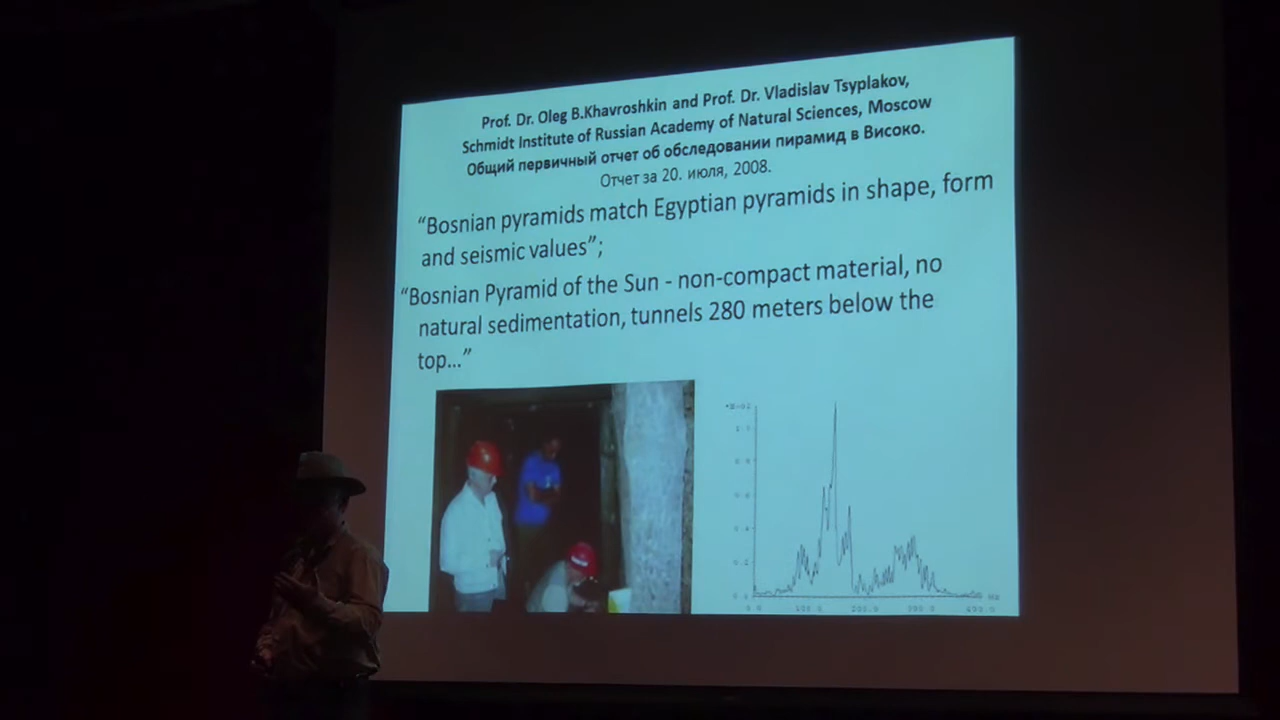 Prof. Dr. Oleg B.Khavroshkin and Prof. Dr. Vladislav Tsyplakov,
Schmidt Institute of Russian Academy of Natural Sciences, Moscow
Общий первичный отчет об обследовании пирамид в Високо.
Отчет за 20. июля, 2008.
“Bosnian pyramids match Egyptian pyramids in shape, form
and seismic values”;
“Bosnian Pyramid of the Sun - non-compact material, no
natural sedimentation, tunnels 280 meters below the
top…”